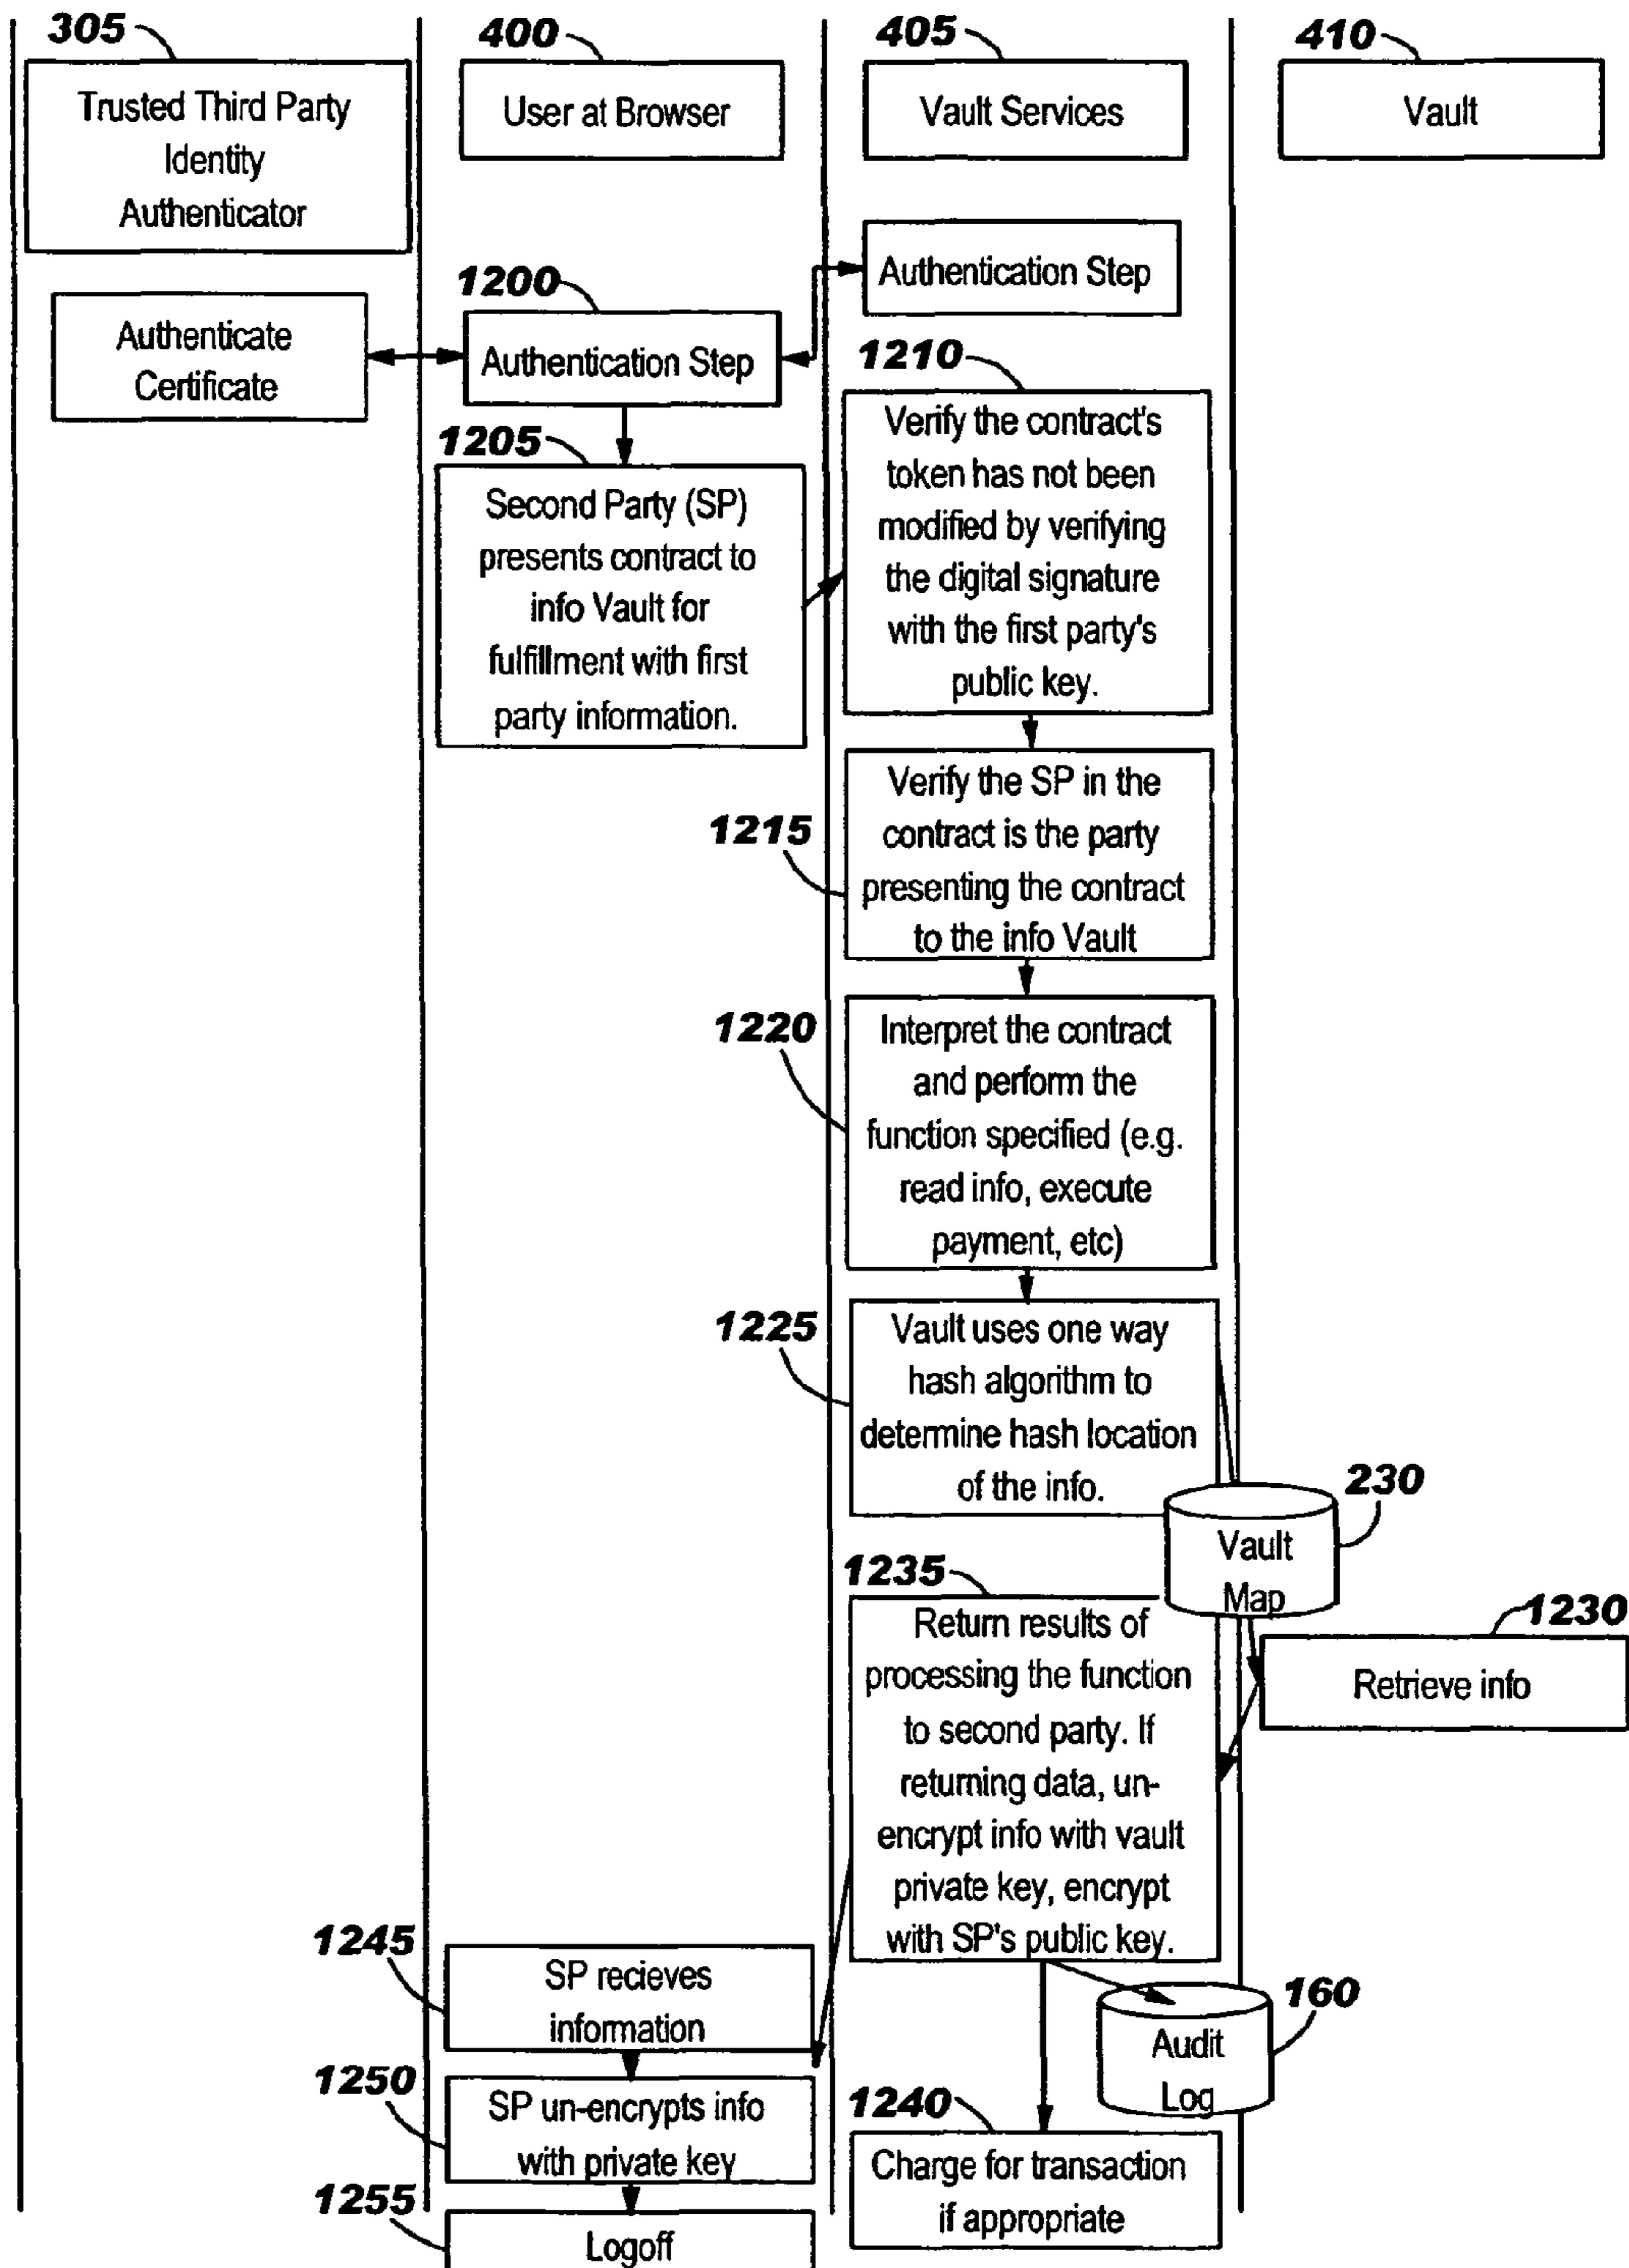 305
400
405
410
Trusted Third Party
Identity
Authenticator
User at Browser
Vault Services
Vault
Authentication Step
1200
Authenticate
Certificate
Authentication Step
1205
Second Party (SP)
presents contract to
info Vault for
fulfillment with first
party information.
1210
Verify the contract's
token has not been
modified by verifying
the digital signature
with the first party's
public key.
1215
Verify the SP in the
contract is the party
presenting the contract
to the info Vault
1220
Interpret the contract
and perform the
function specified (e.g.
read info, execute
payment, etc)
1225
Vault uses one way
hash algorithm to
determine hash location
of the info.
230
Vault
Map
1230
Retrieve info
1235
Return results of
processing the function
to second party. If
returning data, un-
encrypt info with vault
private key, encrypt
with SP's public key.
160
Audit
Log
1240
Charge for transaction
if appropriate
1245
SP recieves
information
1250
SP un-encrypts info
with private key
1255
Logoff